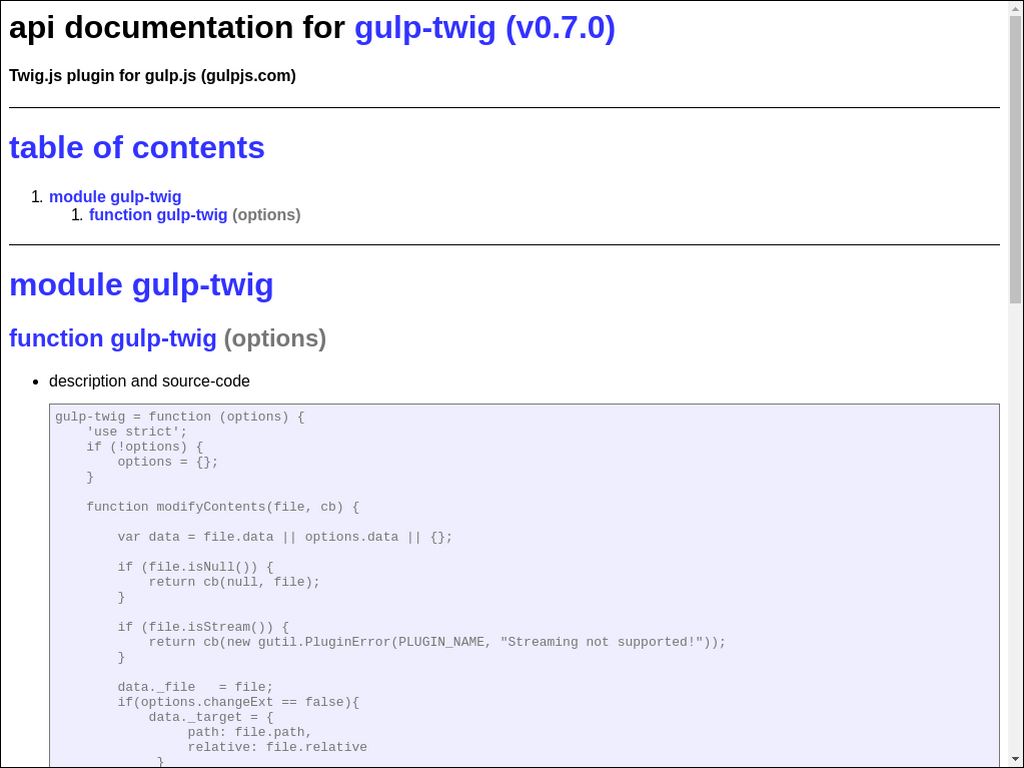 api documentation for gulp-twig (v0.7.0)
Twig.js plugin for gulp.js (gulpjs.com)
table of contents
1. module gulp-twig
1. function gulp-twig (options)
module gulp-twig
function gulp-twig (options)
• description and source-code
gulp-twig = function (options) {
    'use strict';
    if (!options) {
        options = {};
    }
    function modifyContents(file, cb) {
        var data = file.data || options.data || {};
        if (file.isNull()) {
            return cb(null, file);
        }
        if (file.isStream()) {
            return cb(new gutil.PluginError(PLUGIN_NAME, "Streaming not supported!"));
        }
        data._file   = file;
        if(options.changeExt == false){
            data._target = {
                 path: file.path,
                 relative: file.relative
             }